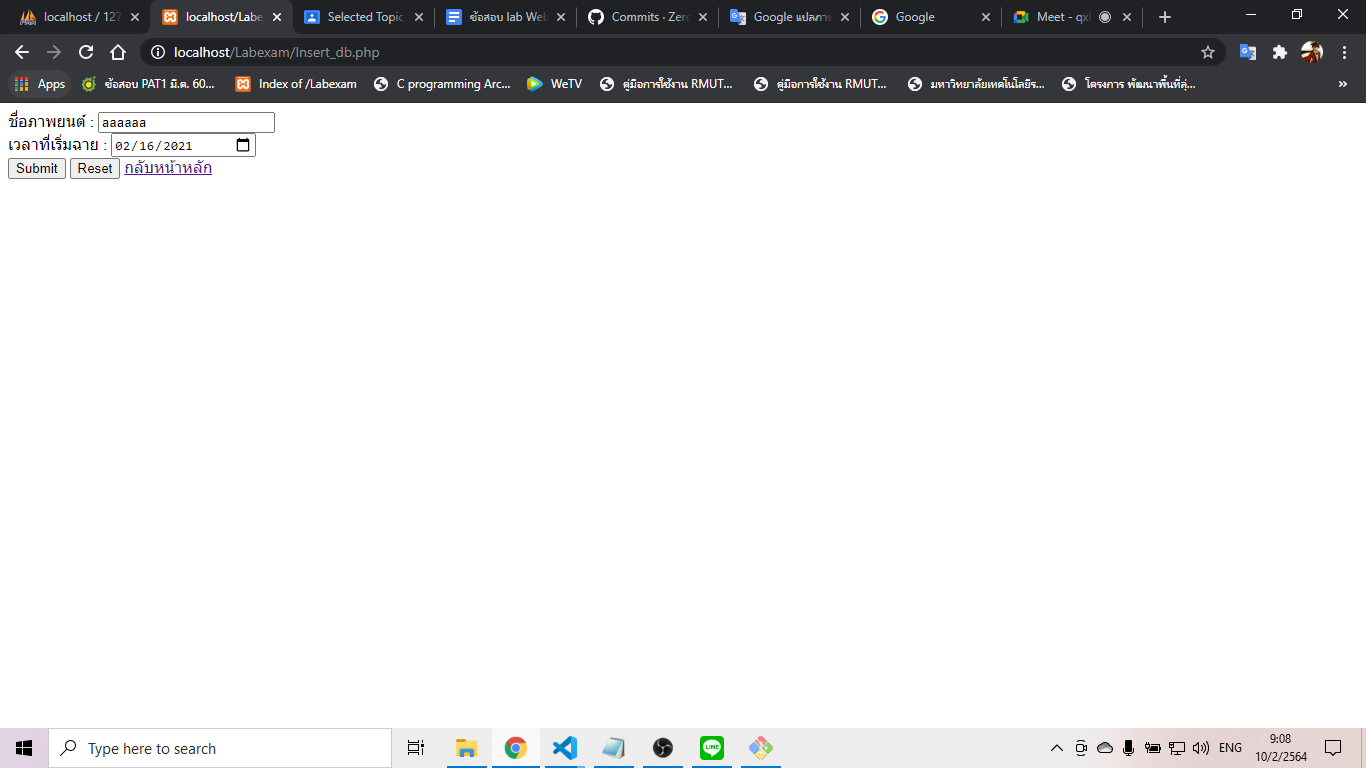 localhost / 127
localhost/Labe
Selected Topic
ข้อสอบ lab Web
Commits · Zero
Google แปลภาษ
Google
Meet - qxf
localhost/Labexam/Insert_db.php
Apps
ข้อสอบ PAT1 มี.ค. 60...
Index of /Labexam
C programming Arc...
WeTV
คู่มือการใช้งาน RMUT...
คู่มือการใช้งาน RMUT...
มหาวิทยาลัยเทคโนโลยีร...
โครงการ พัฒนาพื้นที่ลุ่...
»
ชื่อภาพยนต์ : aaaaaa
เวลาที่เริ่มฉาย : 02/16/2021
Submit Reset กลับหน้าหลัก
Type here to search
LINE
ENG
9:08
10/2/2564